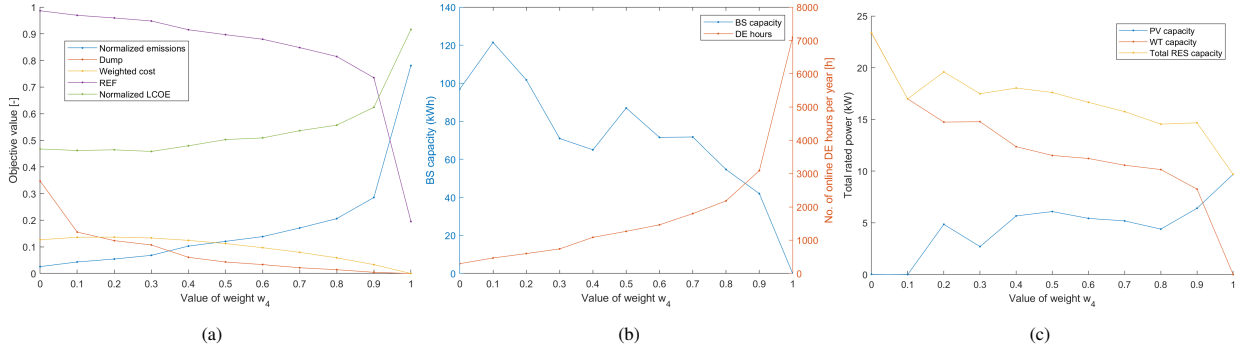 1
0.9
0.8
0.7
0.6
0.5
0.4
0.3
0.2
0.1
0
Objective value [-]
Normalized emissions
Dump
Weighted cost
REF
Normalized LCOE
0 0.1 0.2 0.3 0.4 0.5 0.6 0.7 0.8 0.9 1
Value of weight w4
(a)
140
120
100
80
60
40
20
0
BS capacity (kWh)
BS capacity
DE hours
8000
7000
6000
5000
4000
3000
2000
1000
0
No. of online DE hours per year [h]
0 0.1 0.2 0.3 0.4 0.5 0.6 0.7 0.8 0.9 1
Value of weight w4
(b)
25
20
15
10
5
0
Total rated power (kW)
PV capacity
WT capacity
Total RES capacity
0 0.1 0.2 0.3 0.4 0.5 0.6 0.7 0.8 0.9 1
Value of weight w4
(c)